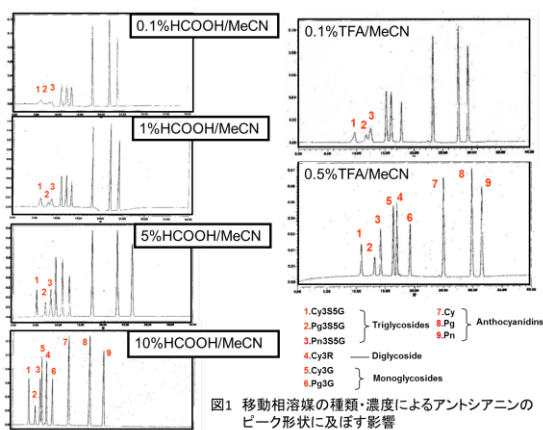 0.1%HCOOH/MeCN
1 2 3
1%HCOOH/MeCN
1
2
3
5%HCOOH/MeCN
1
2
3
10%HCOOH/MeCN
1
2
3
4
5
6
7
8
9
0.1%TFA/MeCN
1
2
3
0.5%TFA/MeCN
1
2
3
4
5
6
7
8
9
1.Cy3S5G
2.Pg3S5G
3.Pn3S5G
Triglycosides
4.Cy3R
Diglycoside
5.Cy3G
6.Pg3G
Monoglycosides
7.Cy
8.Pg
9.Pn
Anthocyanidins
図1 移動相溶媒の種類・濃度によるアントシアニンの
ピーク形状に及ぼす影響